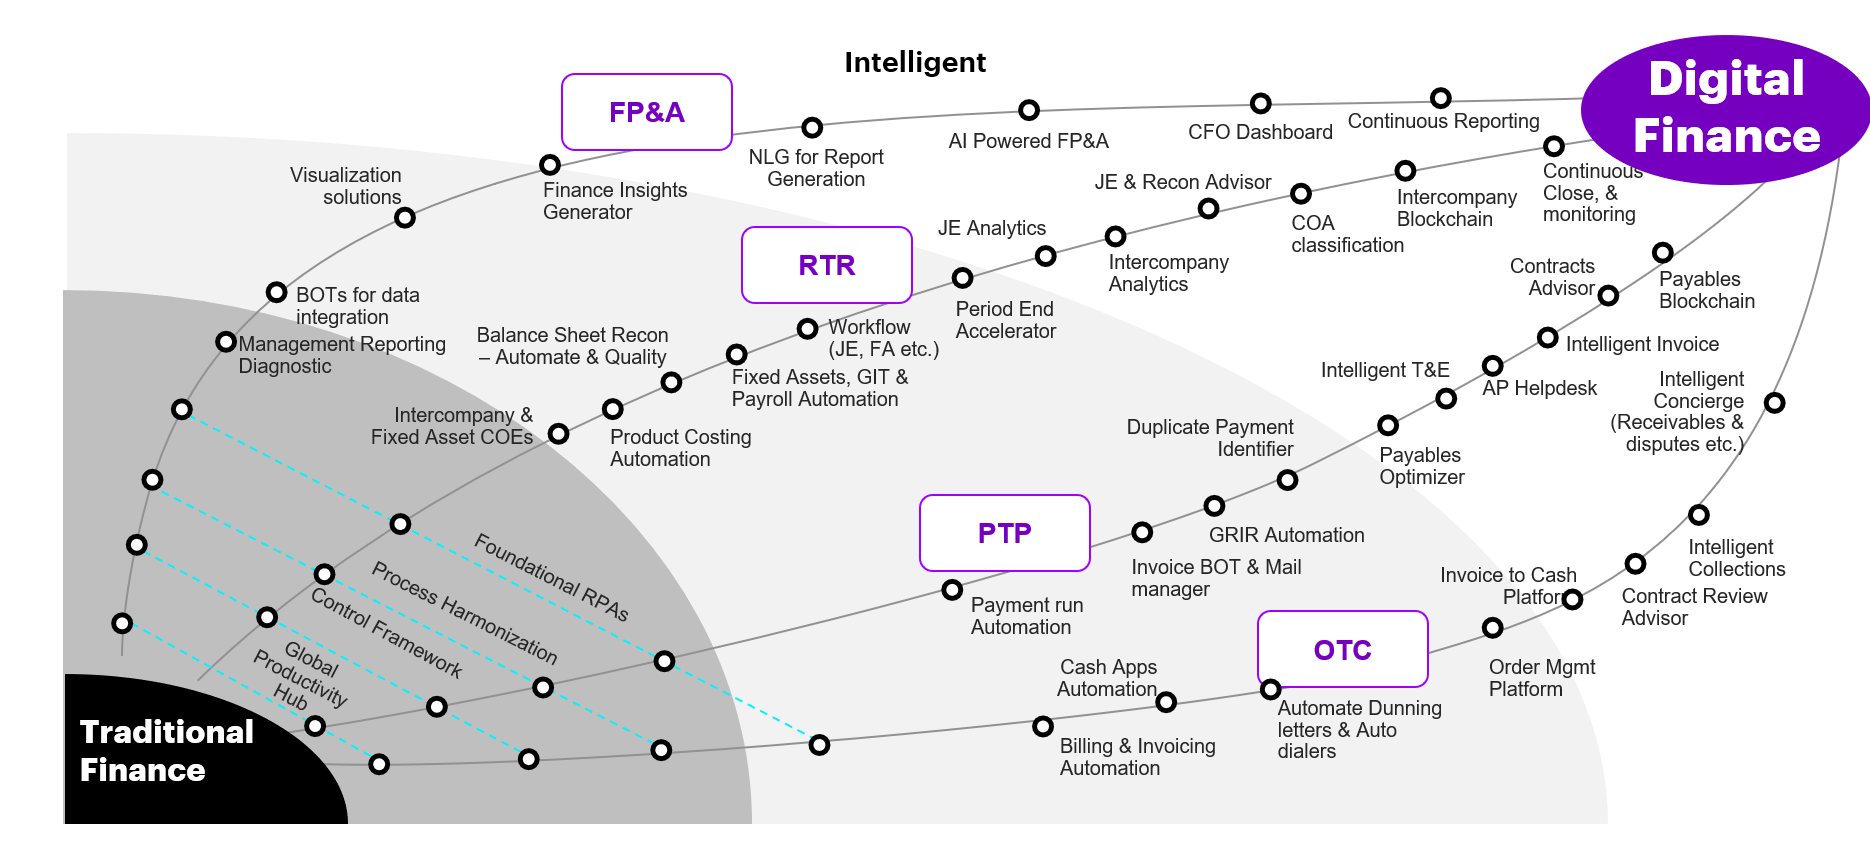 Intelligent
Digital
Finance
FP&A
NLG for Report
Generation
AI Powered FP&A
CFO Dashboard
Continuous Reporting
Visualization
solutions
Finance Insights
Generator
BOTs for data
integration
Management Reporting
Diagnostic
RTR
JE & Recon Advisor
JE Analytics
Intercompany
Analytics
COA
classification
Intercompany
Blockchain
Continuous
Close, &
monitoring
Period End
Accelerator
Workflow
(JE, FA etc.)
Balance Sheet Recon
– Automate & Quality
Fixed Assets, GIT &
Payroll Automation
Intercompany &
Fixed Asset COEs
Product Costing
Automation
Contracts
Advisor
Payables
Blockchain
Intelligent Invoice
Intelligent T&E
AP Helpdesk
Duplicate Payment
Identifier
Payables
Optimizer
PTP
GRIR Automation
Invoice BOT & Mail
manager
Payment run
Automation
Intelligent
Concierge
(Receivables &
disputes etc.)
Intelligent
Collections
Contract Review
Advisor
Invoice to Cash
Platform
Order Mgmt
Platform
OTC
Automate Dunning
letters & Auto
dialers
Cash Apps
Automation
Billing & Invoicing
Automation
Foundational RPAs
Process Harmonization
Control Framework
Global
Productivity
Hub
Traditional
Finance